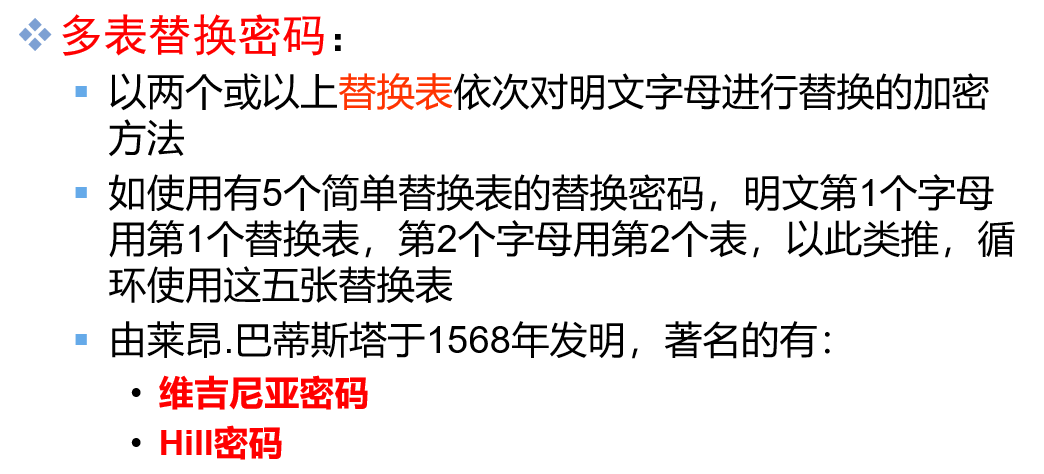 多表替换密码：
以两个或以上替换表依次对明文字母进行替换的加密
方法
如使用有5个简单替换表的替换密码，明文第1个字母
用第1个替换表，第2个字母用第2个表，以此类推，循
环使用这五张替换表
由莱昂.巴蒂斯塔于1568年发明，著名的有：
• 维吉尼亚密码
• Hill密码